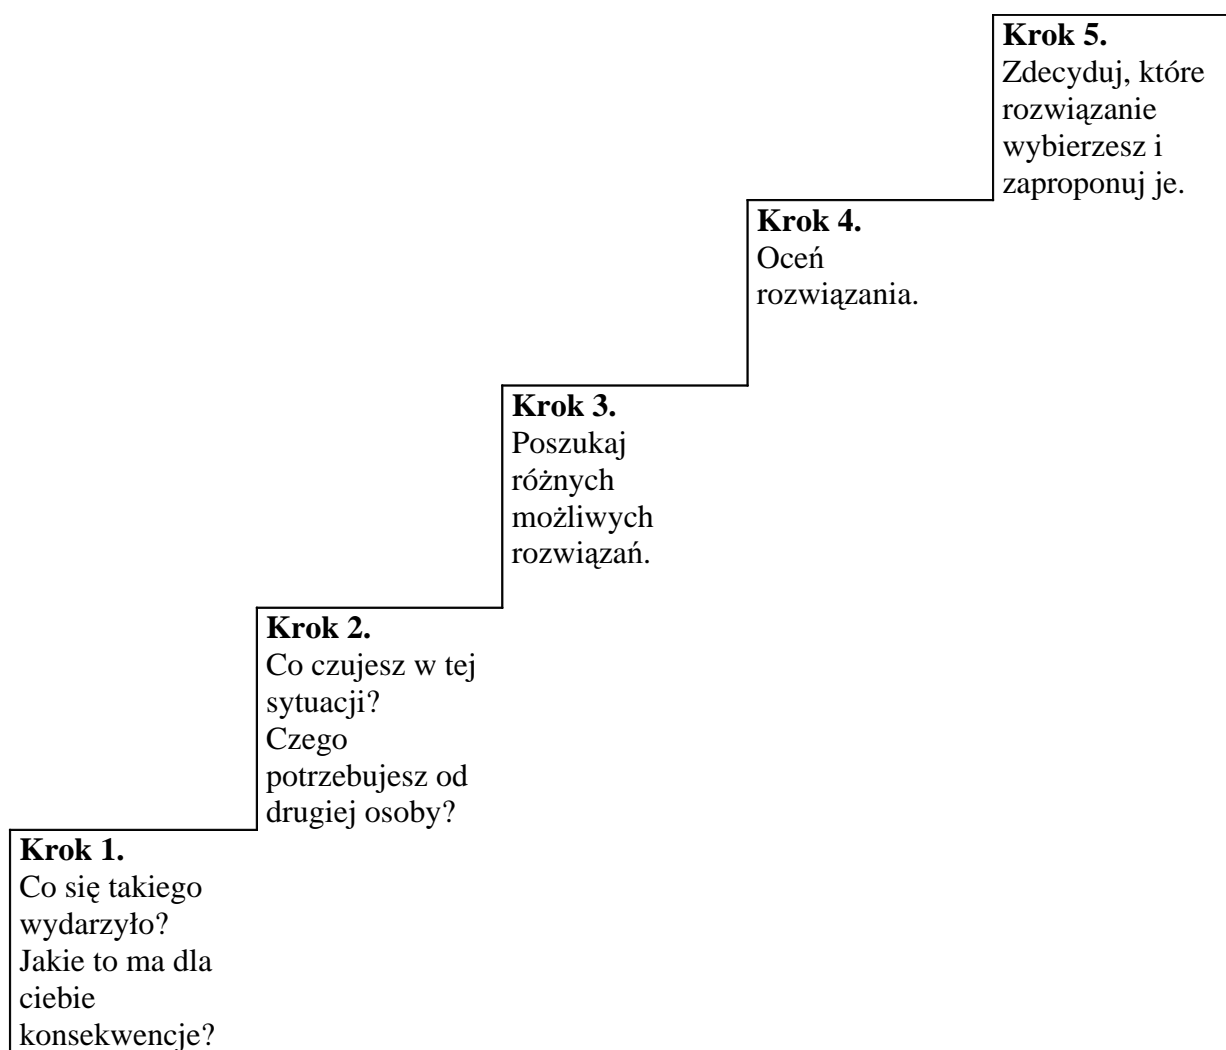 Krok 5.
Zdecyduj, które
rozwiązanie
wybierzesz i
zaproponuj je.
Krok 4.
Oceń
rozwiązania.
Krok 3.
Poszukaj
różnych
możliwych
rozwiązań.
Krok 2.
Co czujesz w tej
sytuacji?
Czego
potrzebujesz od
drugiej osoby?
Krok 1.
Co się takiego
wydarzyło?
Jakie to ma dla
ciebie
konsekwencje?